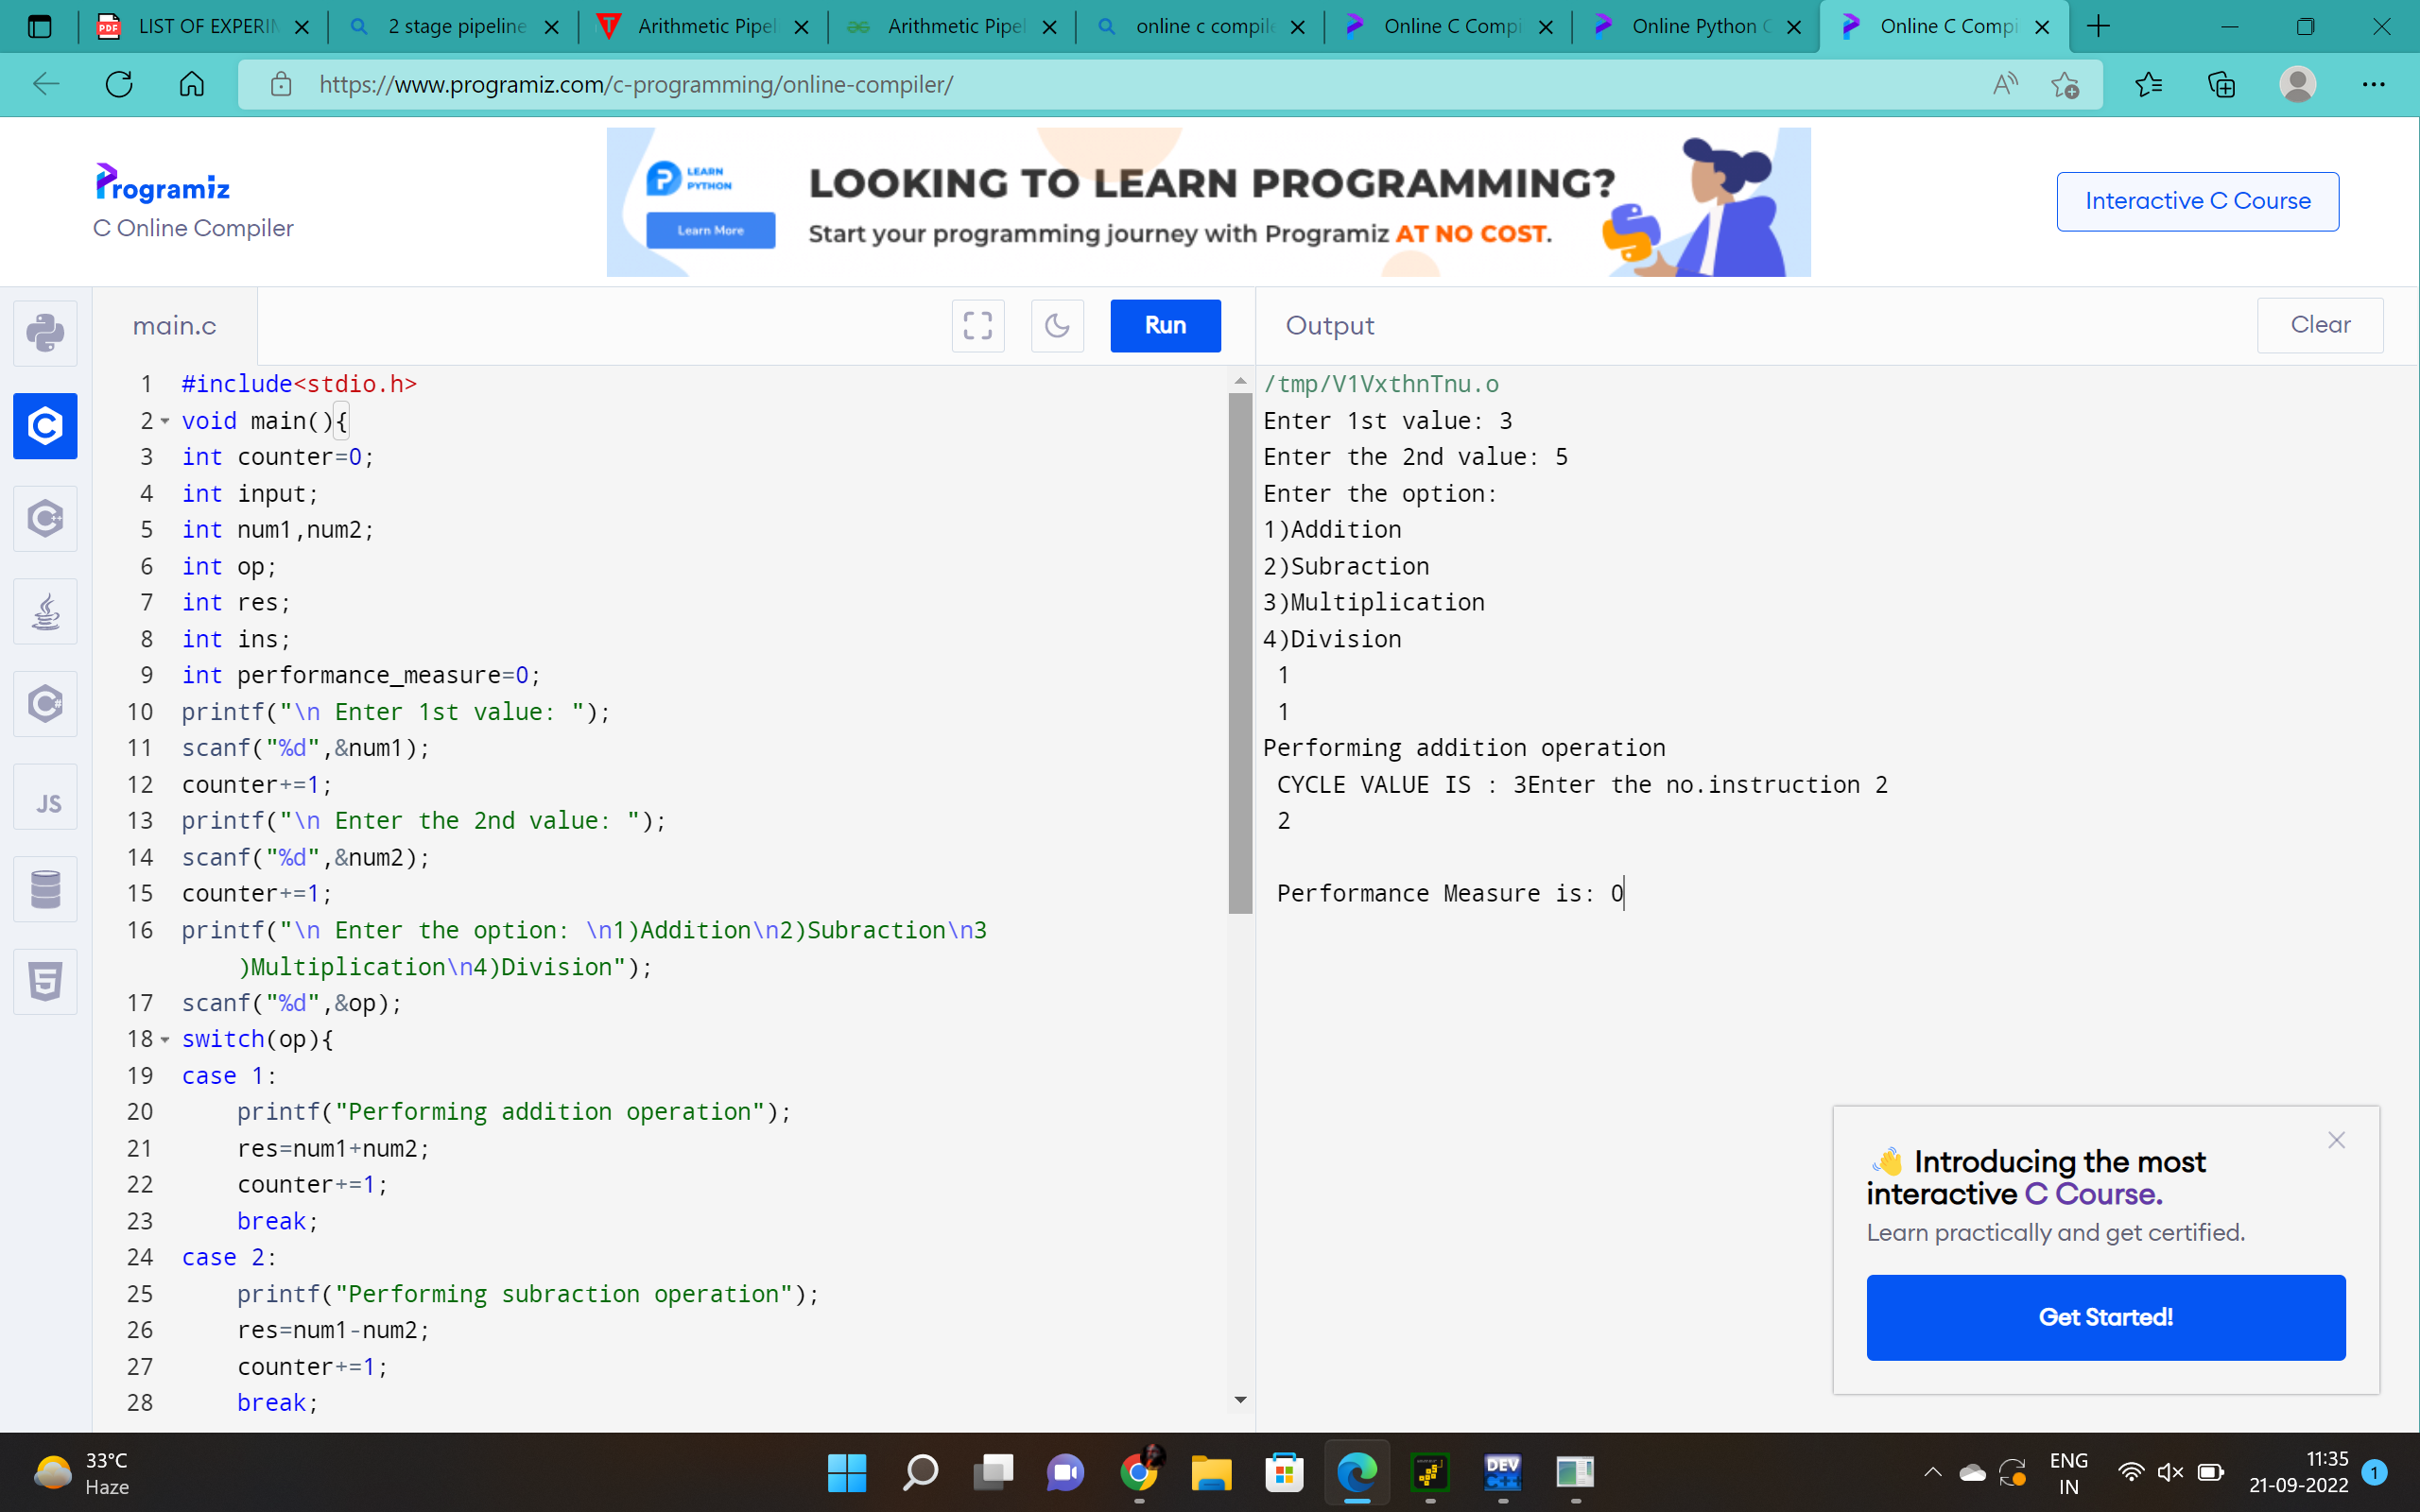 LIST OF EXPERIM
2 stage pipeline
Arithmetic Pipel
Arithmetic Pipel
online c compile
Online C Compi
Online Python C
Online C Compi
https://www.programiz.com/c-programming/online-compiler/
Programiz
C Online Compiler
LEARN
PYTHON
Learn More
LOOKING TO LEARN PROGRAMMING?
Start your programming journey with Programiz AT NO COST.
Interactive C Course
main.c
Run
Output
Clear
JS
1 #include<stdio.h>
2 void main(){
3 int counter=0;
4 int input;
5 int num1,num2;
6 int op;
7 int res;
8 int ins;
9 int performance_measure=0;
10 printf("\n Enter 1st value: ");
11 scanf("%d",&num1);
12 counter+=1;
13 printf("\n Enter the 2nd value: ");
14 scanf("%d",&num2);
15 counter+=1;
16 printf("\n Enter the option: \n1)Addition\n2)Subraction\n3
)Multiplication\n4)Division");
17 scanf("%d",&op);
18 switch(op){
19 case 1:
20 printf("Performing addition operation");
21 res=num1+num2;
22 counter+=1;
23 break;
24 case 2:
25 printf("Performing subraction operation");
26 res=num1-num2;
27 counter+=1;
28 break;
/tmp/V1VxthnTnu.o
Enter 1st value: 3
Enter the 2nd value: 5
Enter the option:
1)Addition
2)Subraction
3)Multiplication
4)Division
1
1
Performing addition operation
CYCLE VALUE IS : 3Enter the no.instruction 2
2
Performance Measure is: 0
Introducing the most
interactive C Course.
Learn practically and get certified.
Get Started!
33°C
Haze
DEV
C++
ENG
IN
11:35
21-09-2022
1